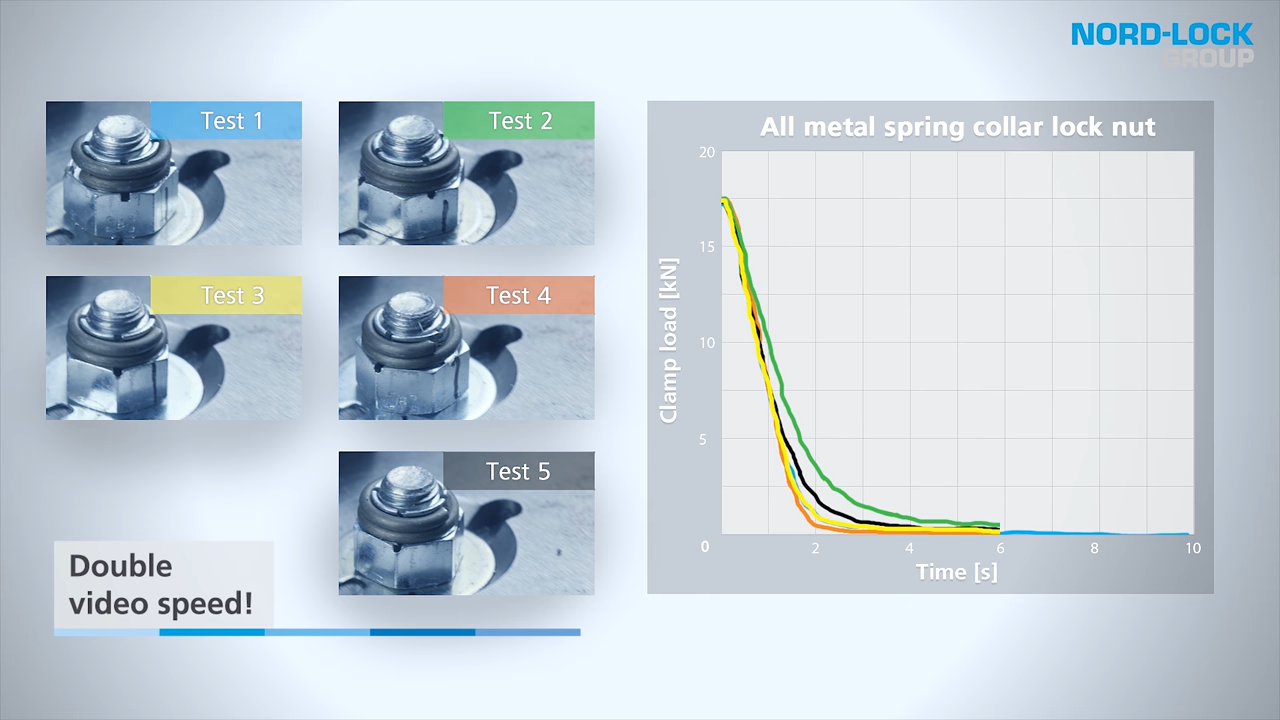 NORD-LOCK
GROUP
Test 1
Test 2
Test 3
Test 4
Test 5
Double
video speed!
All metal spring collar lock nut
Clamp load [kN]
20
15
10
5
0
2
4
6
8
10
Time [s]